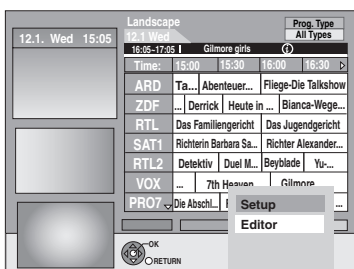 Landscape
Prog. Type
All Types
12.1. Wed 15:05
12.1 Wed
16:05-17:05 Gilmore girls
Time: 15:00 15:30 16:00 16:30
ARD Ta... Abenteuer... Fliege-Die Talkshow
ZDF ... Derrick Heute in ... Bianca-Wege...
RTL Das Familiengericht Das Jugendgericht
SAT1 Richterin Barbara Sa... Richter Alexander...
RTL2 Detektiv Duel M... Beyblade Yu-...
VOX ... 7th Heaven Gilmore
PRO7 Die Abschl... ...
Setup
Editor
OK
RETURN